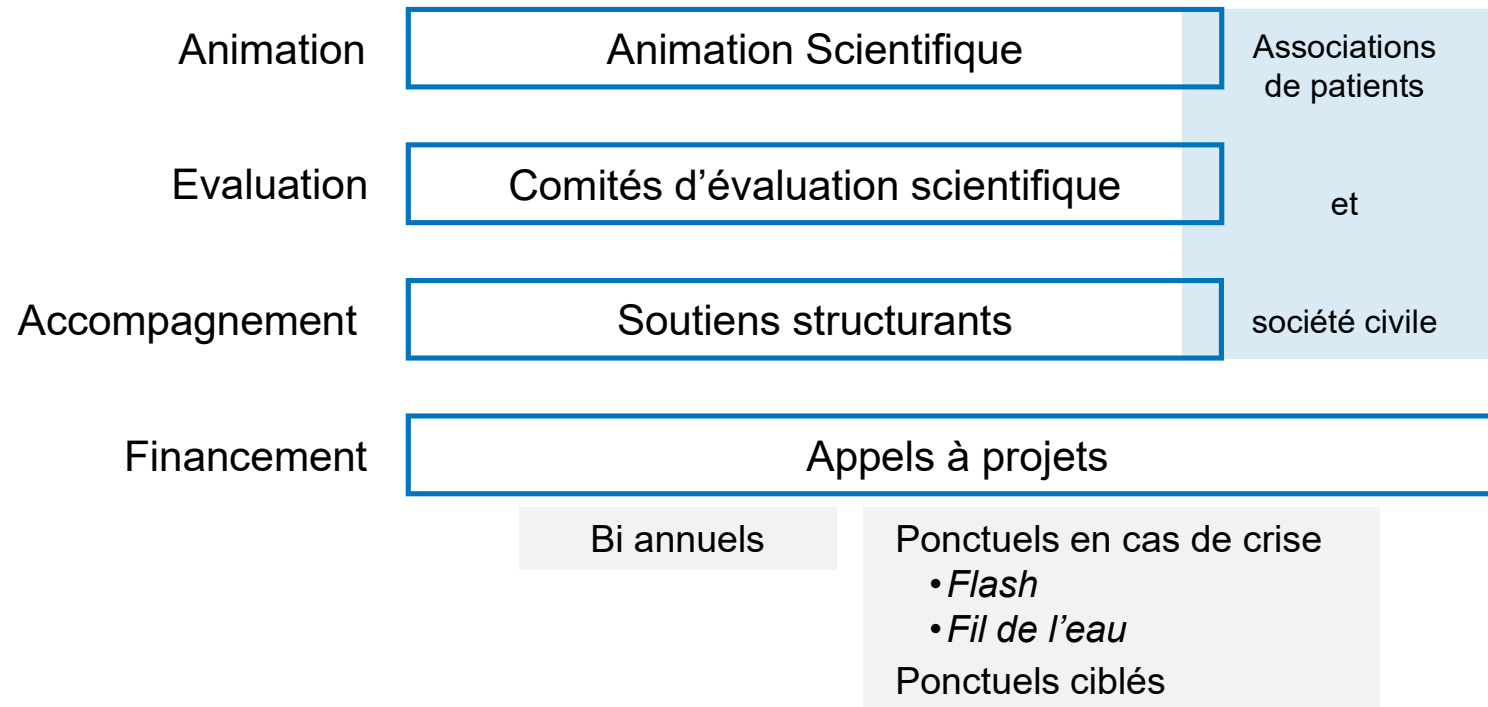 Animation
Animation Scientifique
Associations
de patients
Evaluation
Comités d’évaluation scientifique
et
Accompagnement
Soutiens structurants
société civile
Financement
Appels à projets
Bi annuels
Ponctuels en cas de crise
• Flash
• Fil de l’eau
Ponctuels ciblés